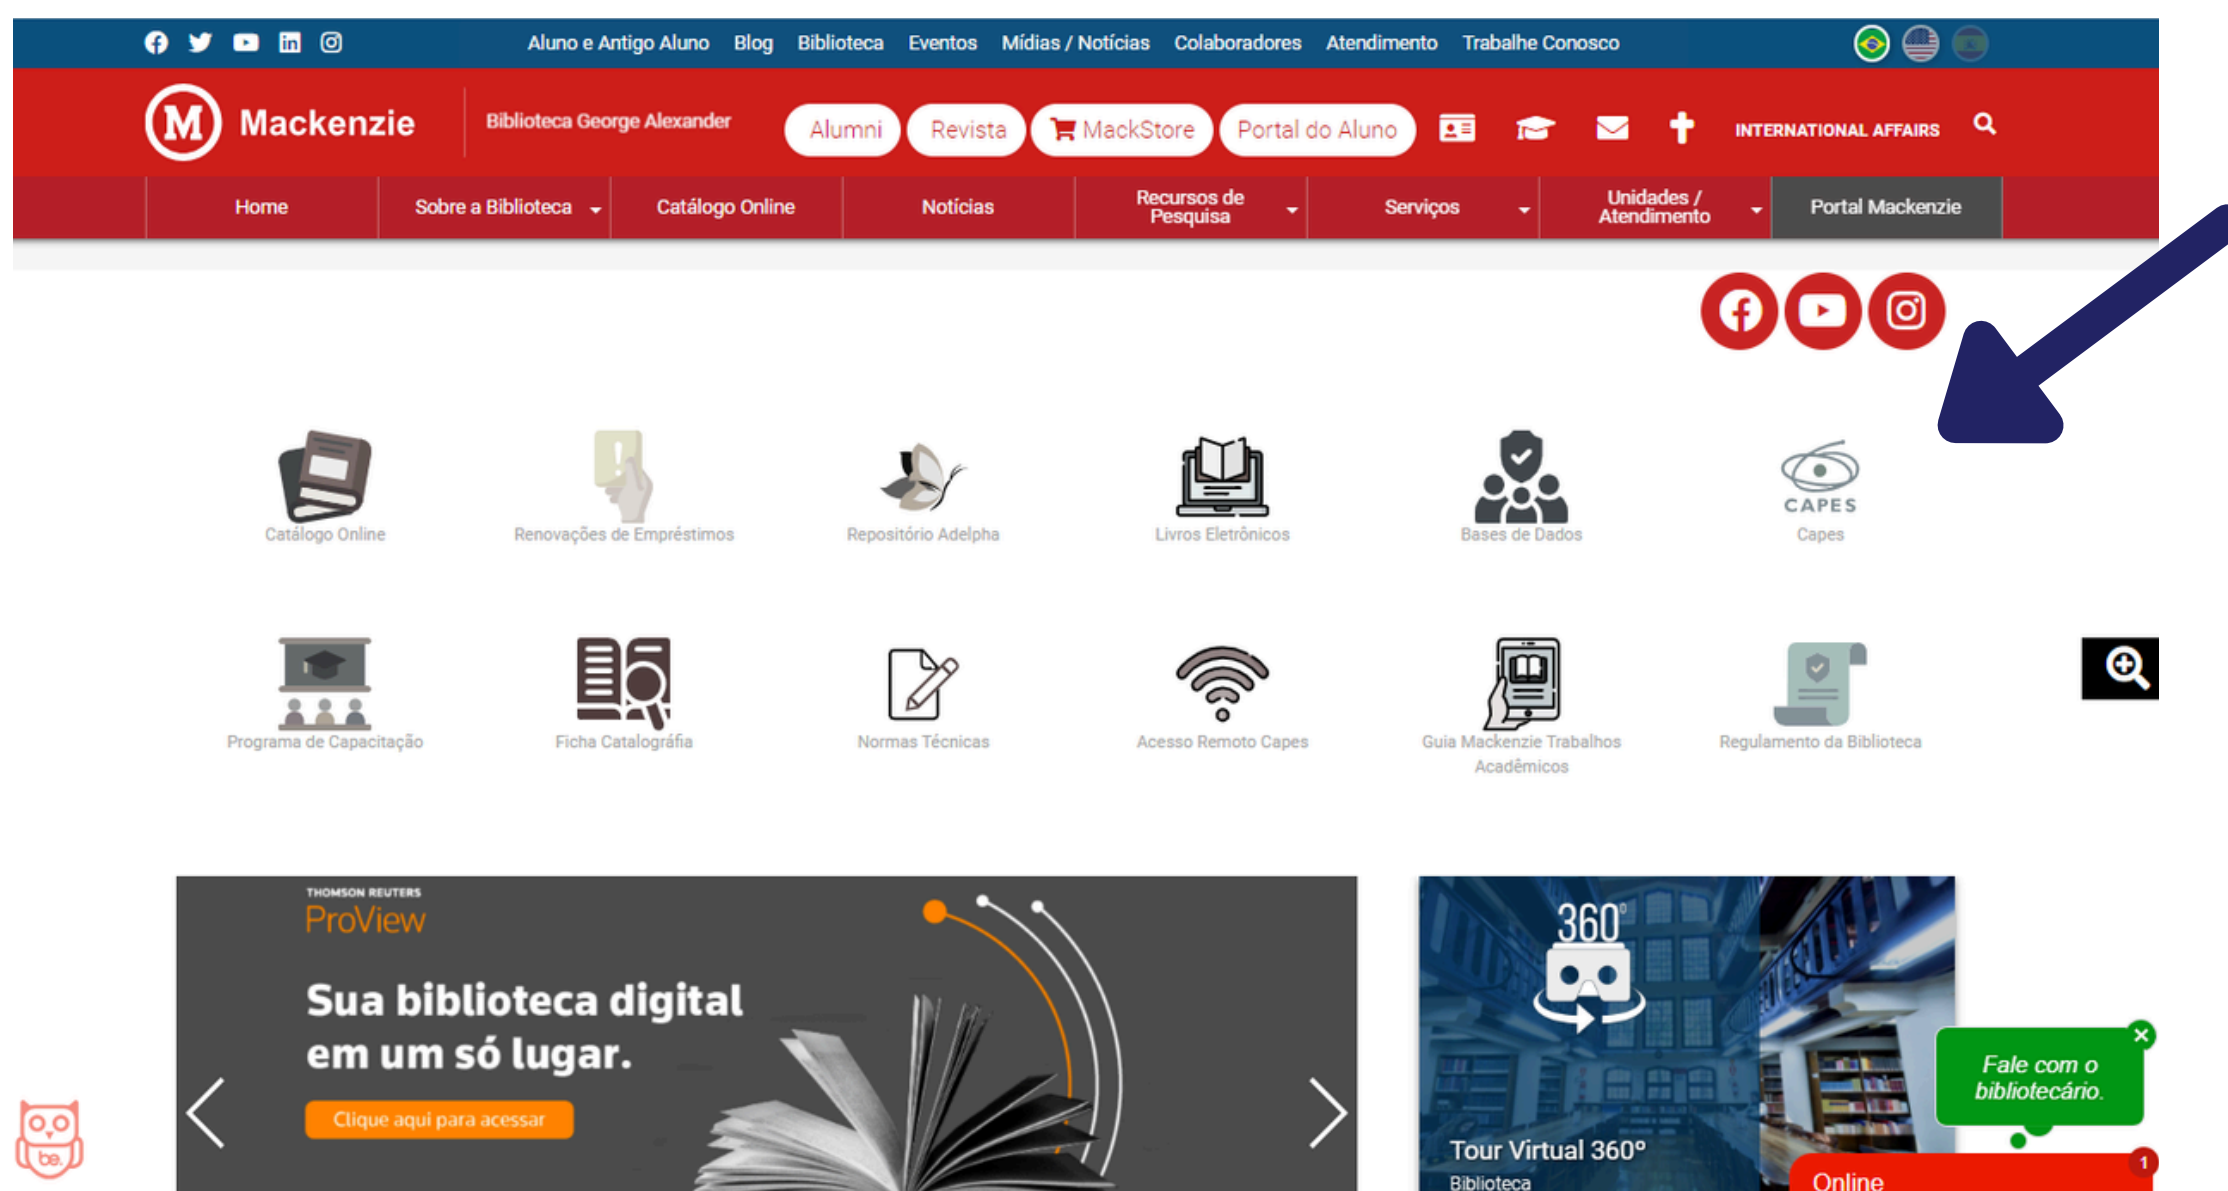 Aluno e Antigo Aluno Blog Biblioteca Eventos Mídias / Notícias Colaboradores Atendimento Trabalhe Conosco
M Mackenzie
Biblioteca George Alexander
Alumni Revista MackStore Portal do Aluno INTERNATIONAL AFFAIRS
Home Sobre a Biblioteca Catálogo Online Notícias Recursos de Pesquisa Serviços Unidades / Atendimento Portal Mackenzie
CAPES
Catálogo Online Renovações de Empréstimos Repositório Adelpha Livros Eletrônicos Bases de Dados Capes
Programa de Capacitação Ficha Catalográfia Normas Técnicas Acesso Remoto Capes Guia Mackenzie Trabalhos Acadêmicos Regulamento da Biblioteca
THOMSON REUTERS
ProView
Sua biblioteca digital
em um só lugar.
Clique aqui para acessar
360°
Tour Virtual 360º
Biblioteca
Fale com o
bibliotecário.
Online
1
be.